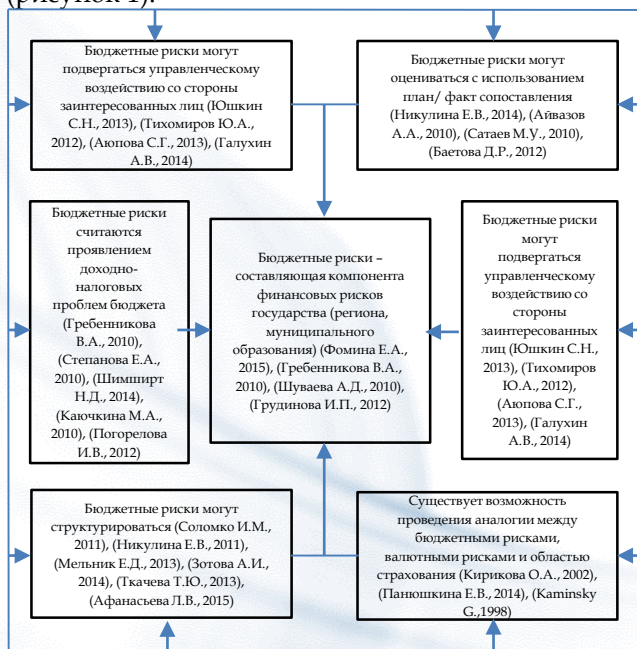 (рисунок 1).
Бюджетные риски могут
подвергаться управленческому
воздействию со стороны
заинтересованных лиц (Юшкин
С.Н., 2013), (Тихомиров Ю.А.,
2012), (Аюпова С.Г., 2013), (Галухин
А.В., 2014)
Бюджетные риски могут
оцениваться с использованием
план/ факт сопоставления
(Никулина Е.В., 2014), (Айвазов
А.А., 2010), (Сатаев М.У., 2010),
(Баетова Д.Р., 2012)
Бюджетные риски
считаются
проявлением
доходно-
налоговых
проблем бюджета
(Гребенникова
В.А., 2010),
(Степанова Е.А.,
2010), (Шимширт
Н.Д., 2014),
(Каючкина М.А.,
2010), (Погорелова
И.В., 2012)
Бюджетные риски –
составляющая компонента
финансовых рисков
государства (региона,
муниципального
образования) (Фомина Е.А.,
2015), (Гребенникова В.А.,
2010), (Шуваева А.Д., 2010),
(Грудинова И.П., 2012)
Бюджетные риски
могут
подвергаться
управленческому
воздействию со
стороны
заинтересованных
лиц (Юшкин С.Н.,
2013), (Тихомиров
Ю.А., 2012),
(Аюпова С.Г.,
2013), (Галухин
А.В., 2014)
Бюджетные риски могут
структурироваться (Соломко И.М.,
2011), (Никулина Е.В., 2011),
(Мельник Е.Д., 2013), (Зотова А.И.,
2014), (Ткачева Т.Ю., 2013),
(Афанасьева Л.В., 2015)
Существует возможность
проведения аналогии между
бюджетными рисками,
валютными рисками и областью
страхования (Кирикова О.А., 2002),
(Панюшкина Е.В., 2014), (Kaminsky
G.,1998)